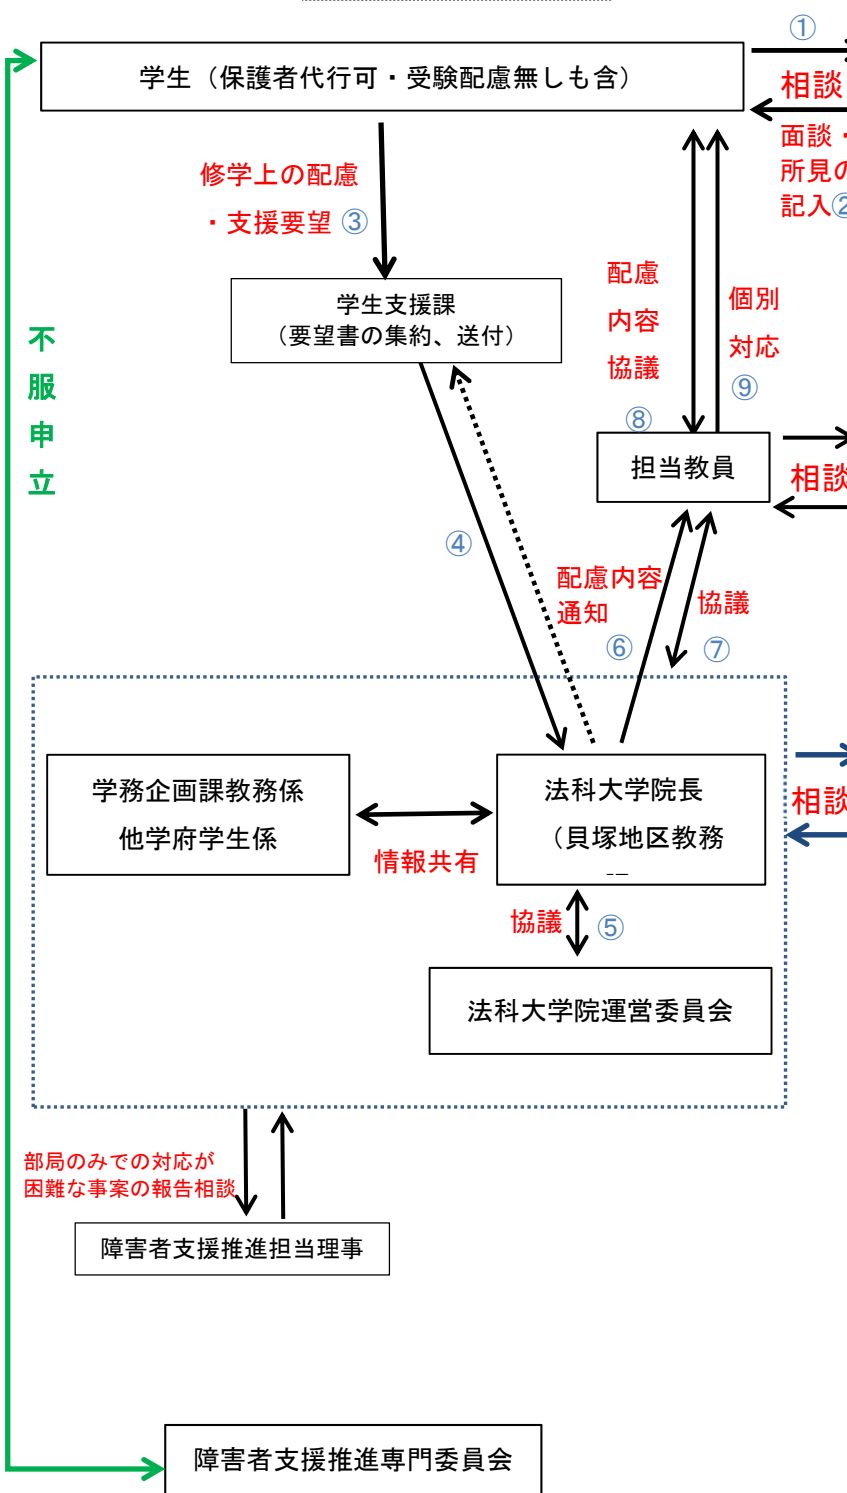 ①
学生（保護者代行可・受験配慮無しも含）
相談
面談・
所見の
記入②
修学上の配慮
・支援要望 ③
学生支援課
（要望書の集約、送付）
配慮
内容
協議
⑧
個別
対応
⑨
不
服
申
立
担当教員
相談
④
配慮内容
通知
⑥
協議
⑦
学務企画課教務係
他学府学生係
情報共有
法科大学院長
（貝塚地区教務
相談
協議
⑤
法科大学院運営委員会
部局のみでの対応が
困難な事案の報告相談
障害者支援推進担当理事
障害者支援推進専門委員会